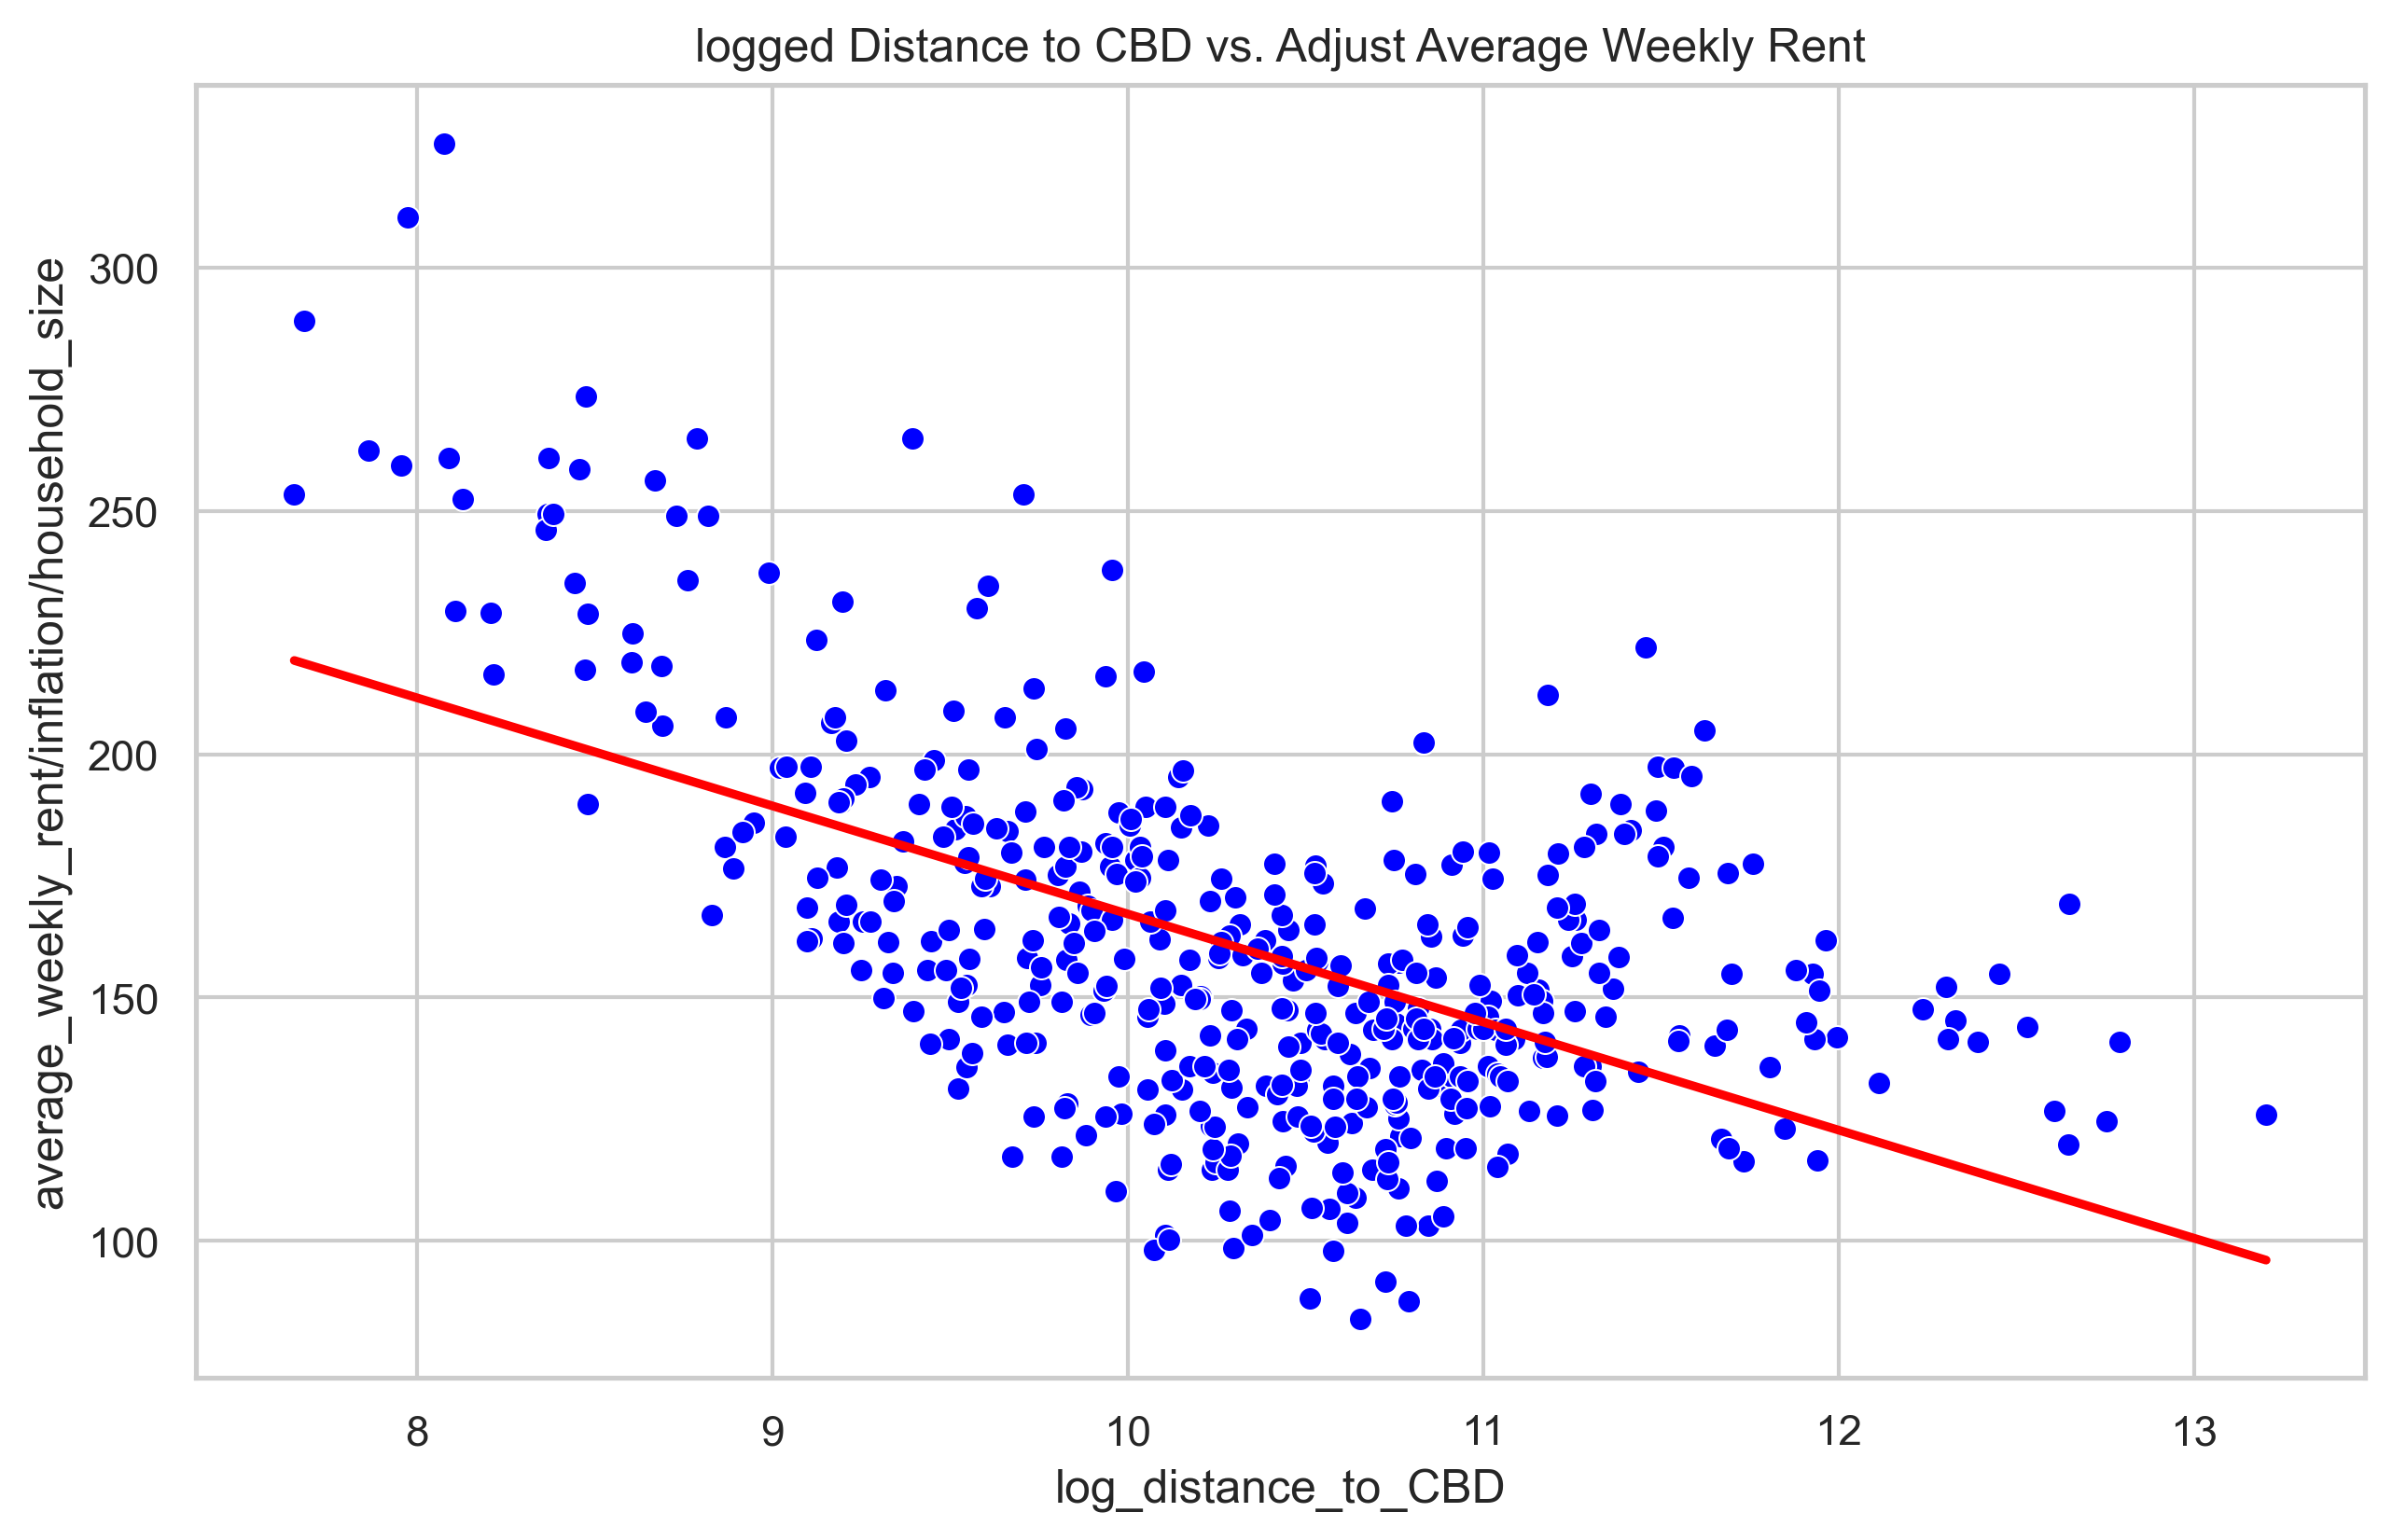 logged Distance to CBD vs. Adjust Average Weekly Rent
average_weekly_rent/inflation/household_size
300
250
200
150
100
8 9 10 11 12 13
log_distance_to_CBD